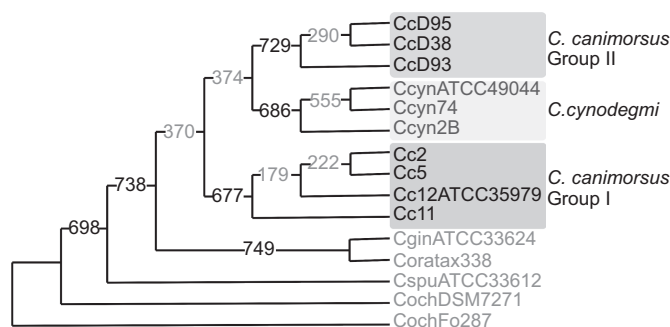 CcD95
290
CcD38
C. canimorsus
729
Group II
CcD93
374
CcynATCC49044
555
686
Ccyn74
C.cynodegmi
Ccyn2B
370
Cc2
222
Cc5
179
C. canimorsus
738
677
Cc12ATCC35979
Group I
Cc11
698
749
CginATCC33624
Coratax338
CspuATCC33612
CochDSM7271
CochFo287